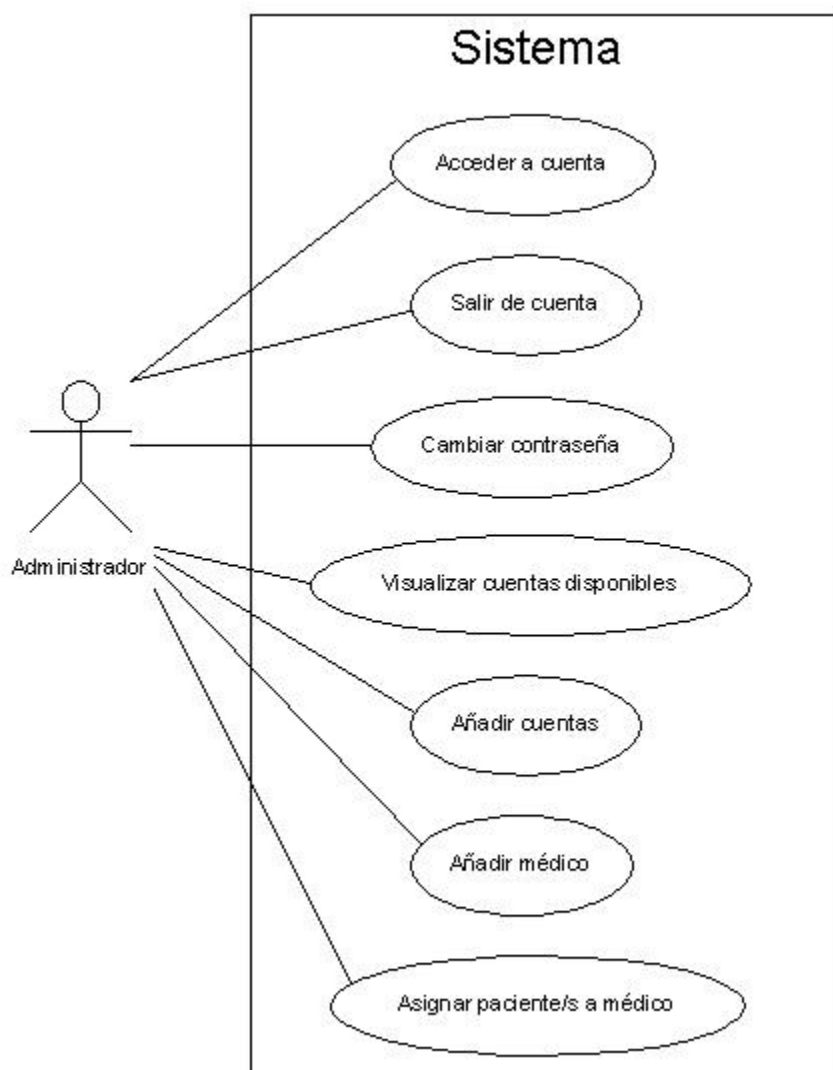 Sistema
Acceder a cuenta
Salir de cuenta
Cambiar contraseña
Administrador
Visualizar cuentas disponibles
Añadir cuentas
Añadir médico
Asignar paciente/s a médico